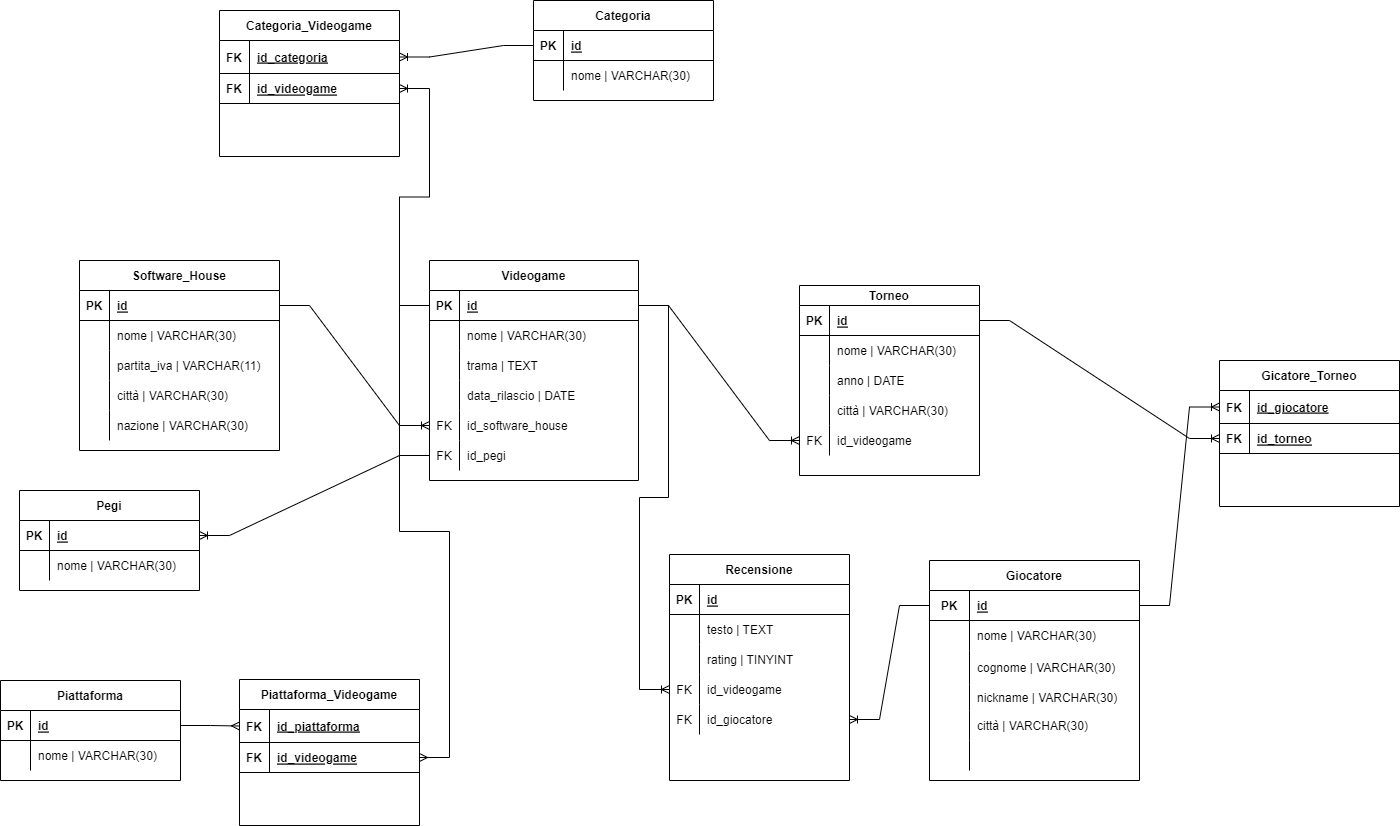 Categoria_Videogame
FK id_categoria
FK id_videogame
Categoria
PK id
nome | VARCHAR(30)
Software_House
PK id
nome | VARCHAR(30)
partita_iva | VARCHAR(11)
città | VARCHAR(30)
nazione | VARCHAR(30)
Videogame
PK id
nome | VARCHAR(30)
trama | TEXT
data_rilascio | DATE
FK id_software_house
FK id_pegi
Torneo
PK id
nome | VARCHAR(30)
anno | DATE
città | VARCHAR(30)
FK id_videogame
Gicatore_Torneo
FK id_giocatore
FK id_torneo
Pegi
PK id
nome | VARCHAR(30)
Recensione
PK id
testo | TEXT
rating | TINYINT
FK id_videogame
FK id_giocatore
Giocatore
PK id
nome | VARCHAR(30)
cognome | VARCHAR(30)
nickname | VARCHAR(30)
città | VARCHAR(30)
Piattaforma
PK id
nome | VARCHAR(30)
Piattaforma_Videogame
FK id_piattaforma
FK id_videogame